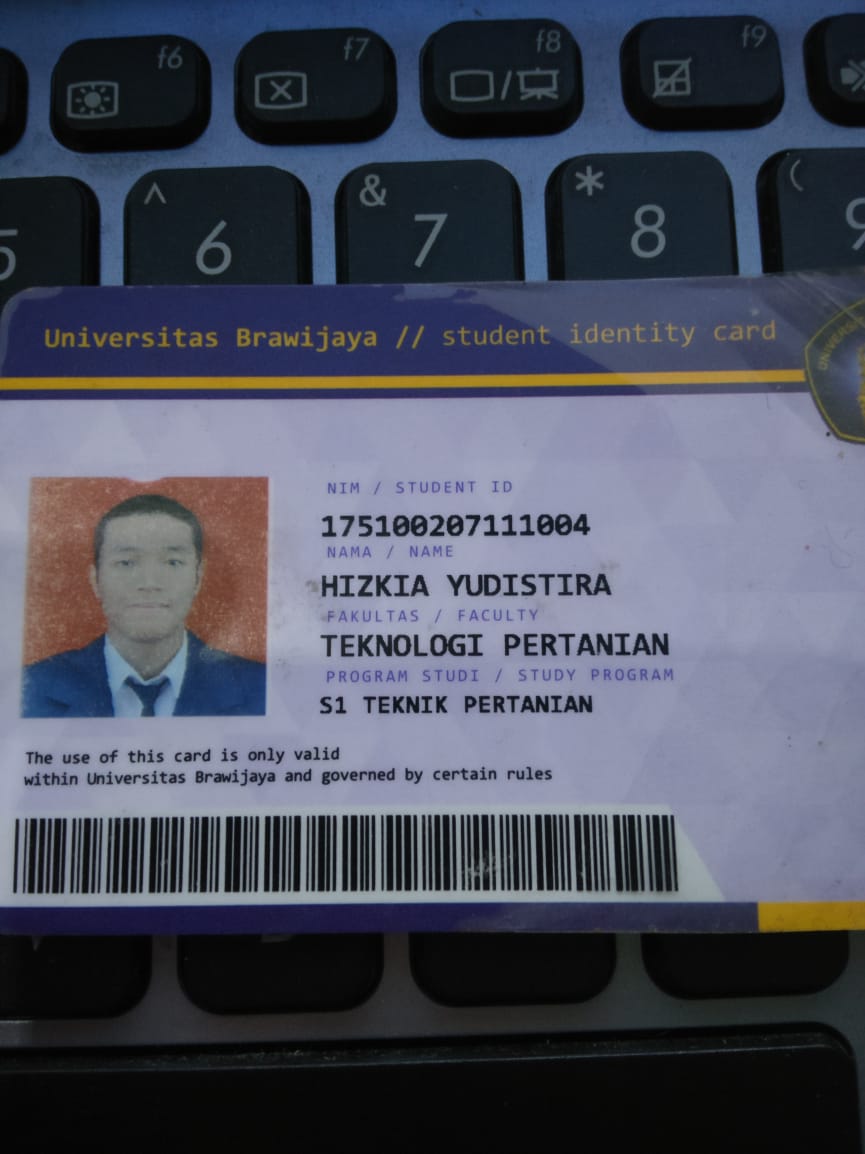 f6 f7 f8 f9
^ & * (
5 6 7 8 9
Universitas Brawijaya // student identity card
NIM / STUDENT ID
175100207111004
NAMA / NAME
HIZKIA YUDISTIRA
FAKULTAS / FACULTY
TEKNOLOGI PERTANIAN
PROGRAM STUDI / STUDY PROGRAM
S1 TEKNIK PERTANIAN
The use of this card is only valid
within Universitas Brawijaya and governed by certain rules